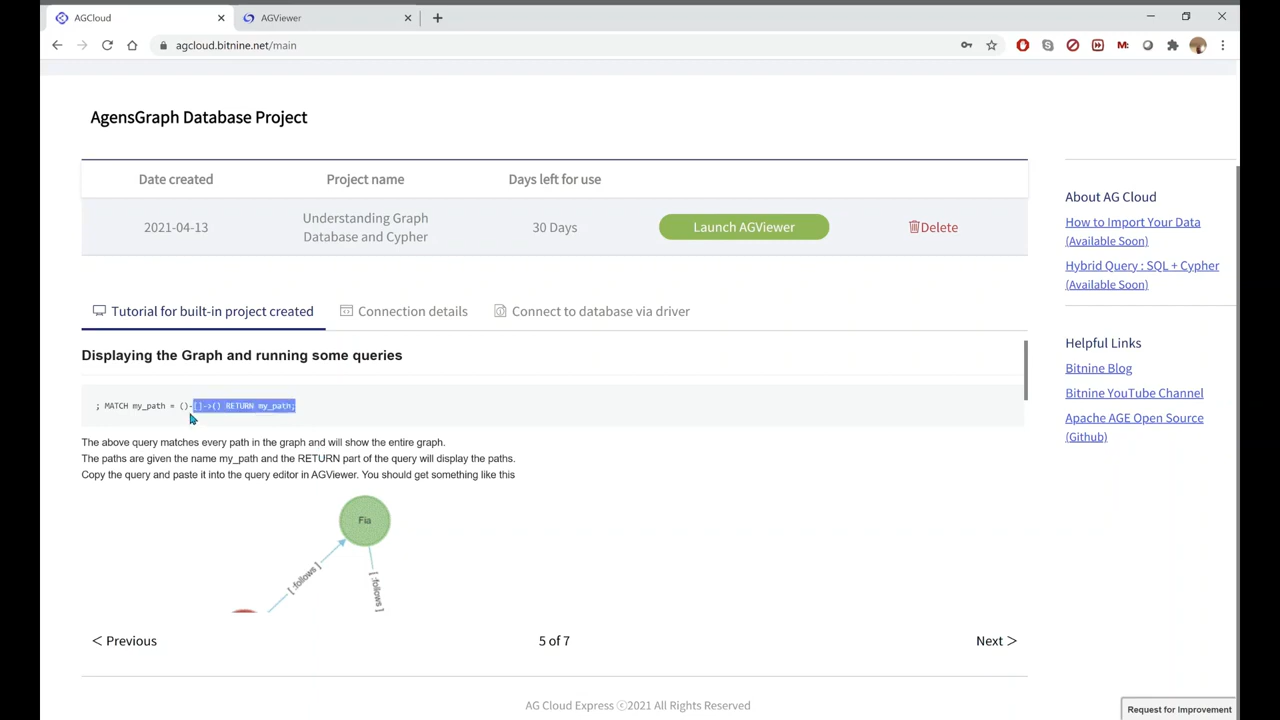 AGCloud
AGViewer
agcloud.bitnine.net/main
M:
AgensGraph Database Project
Date created
Project name
Days left for use
2021-04-13
Understanding Graph
Database and Cypher
30 Days
Launch AGViewer
Delete
Tutorial for built-in project created
Connection details
Connect to database via driver
Displaying the Graph and running some queries
; MATCH my_path = ()-[]->() RETURN my_path;
The above query matches every path in the graph and will show the entire graph.
The paths are given the name my_path and the RETURN part of the query will display the paths.
Copy the query and paste it into the query editor in AGViewer. You should get something like this
Fia
[ :follows ]
[ :follows ]
< Previous
5 of 7
Next >
About AG Cloud
How to Import Your Data
(Available Soon)
Hybrid Query : SQL + Cypher
(Available Soon)
Helpful Links
Bitnine Blog
Bitnine YouTube Channel
Apache AGE Open Source
(Github)
AG Cloud Express ⓒ2021 All Rights Reserved
Request for Improvement